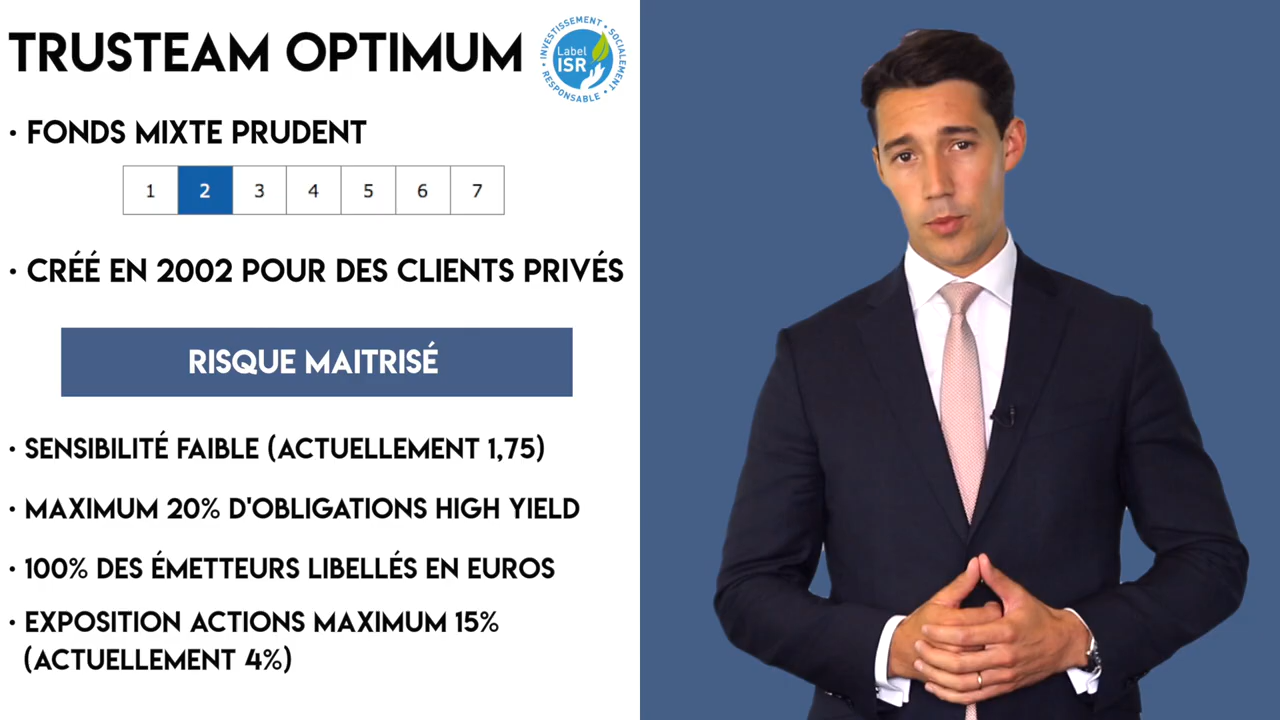 TRUSTEAM OPTIMUM
INVESTISSEMENT • SOCIALEMENT • RESPONSABLE •
Label
ISR
• FONDS MIXTE PRUDENT
1 2 3 4 5 6 7
• CRÉÉ EN 2002 POUR DES CLIENTS PRIVÉS
RISQUE MAITRISÉ
• SENSIBILITÉ FAIBLE (ACTUELLEMENT 1,75)
• MAXIMUM 20% D'OBLIGATIONS HIGH YIELD
• 100% DES ÉMETTEURS LIBELLÉS EN EUROS
• EXPOSITION ACTIONS MAXIMUM 15%
(ACTUELLEMENT 4%)